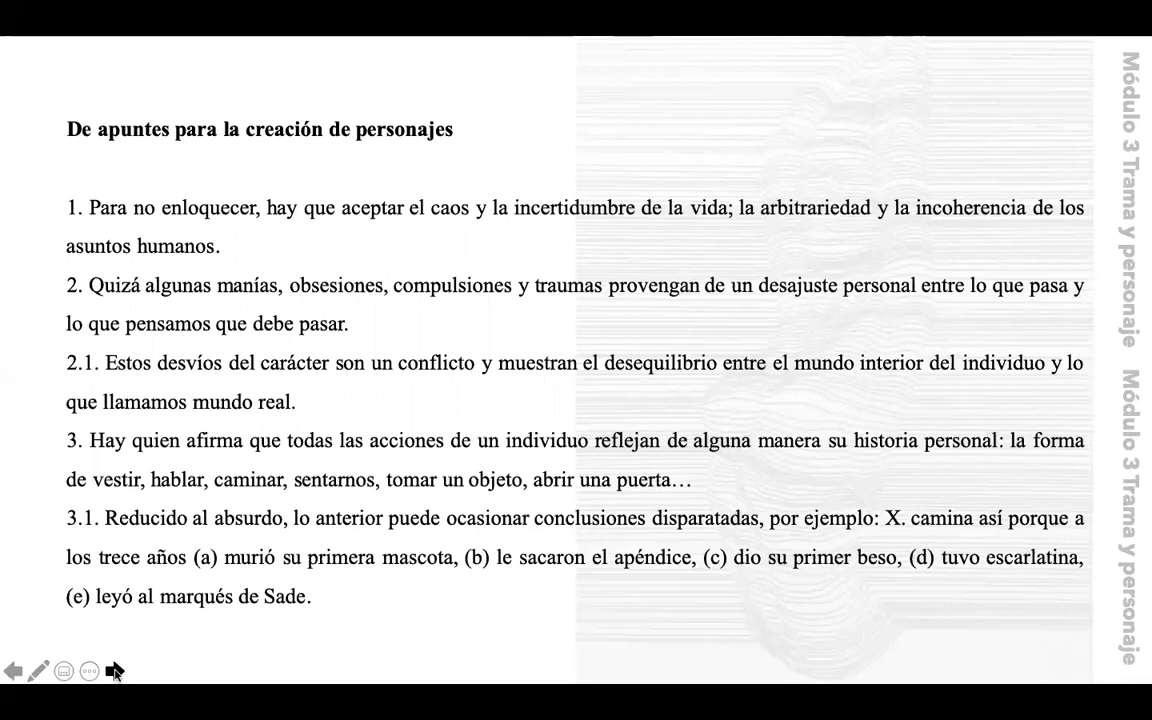 De apuntes para la creación de personajes
1. Para no enloquecer, hay que aceptar el caos y la incertidumbre de la vida; la arbitrariedad y la incoherencia de los
asuntos humanos.
2. Quizá algunas manías, obsesiones, compulsiones y traumas provengan de un desajuste personal entre lo que pasa y
lo que pensamos que debe pasar.
2.1. Estos desvíos del carácter son un conflicto y muestran el desequilibrio entre el mundo interior del individuo y lo
que llamamos mundo real.
3. Hay quien afirma que todas las acciones de un individuo reflejan de alguna manera su historia personal: la forma
de vestir, hablar, caminar, sentarnos, tomar un objeto, abrir una puerta…
3.1. Reducido al absurdo, lo anterior puede ocasionar conclusiones disparatadas, por ejemplo: X. camina así porque a
los trece años (a) murió su primera mascota, (b) le sacaron el apéndice, (c) dio su primer beso, (d) tuvo escarlatina,
(e) leyó al marqués de Sade.
Módulo 3 Trama y personaje
Módulo 3 Trama y personaje